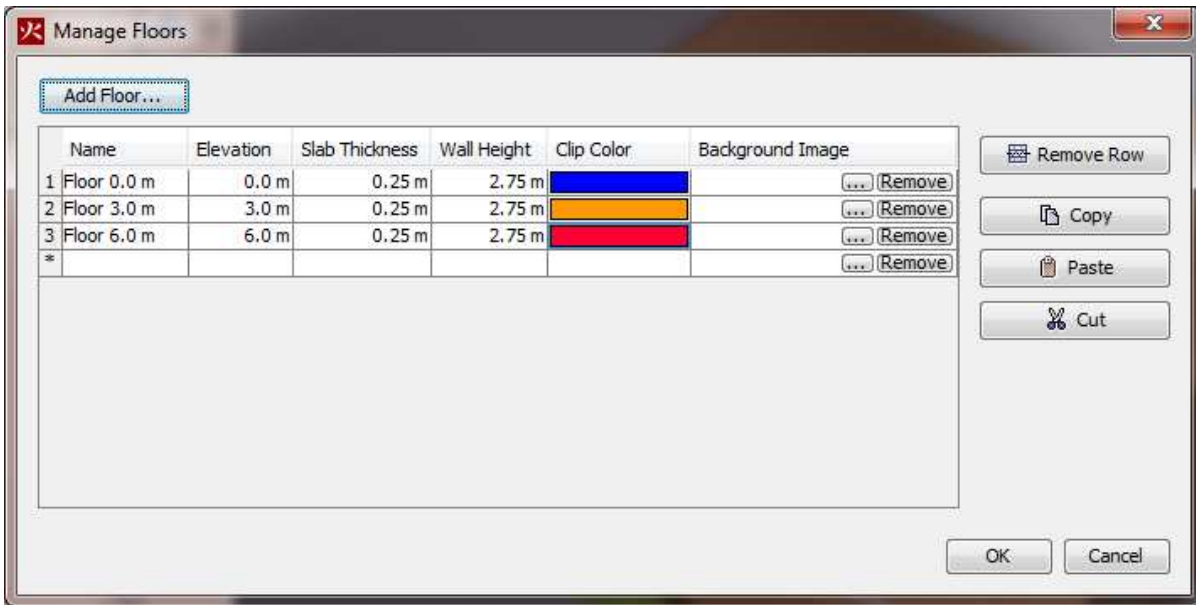 火 Manage Floors
Add Floor...
Name Elevation Slab Thickness Wall Height Clip Color Background Image
1 Floor 0.0 m 0.0 m 0.25 m 2.75 m ... Remove
2 Floor 3.0 m 3.0 m 0.25 m 2.75 m ... Remove
3 Floor 6.0 m 6.0 m 0.25 m 2.75 m ... Remove
* ... Remove
Remove Row
Copy
Paste
Cut
OK Cancel